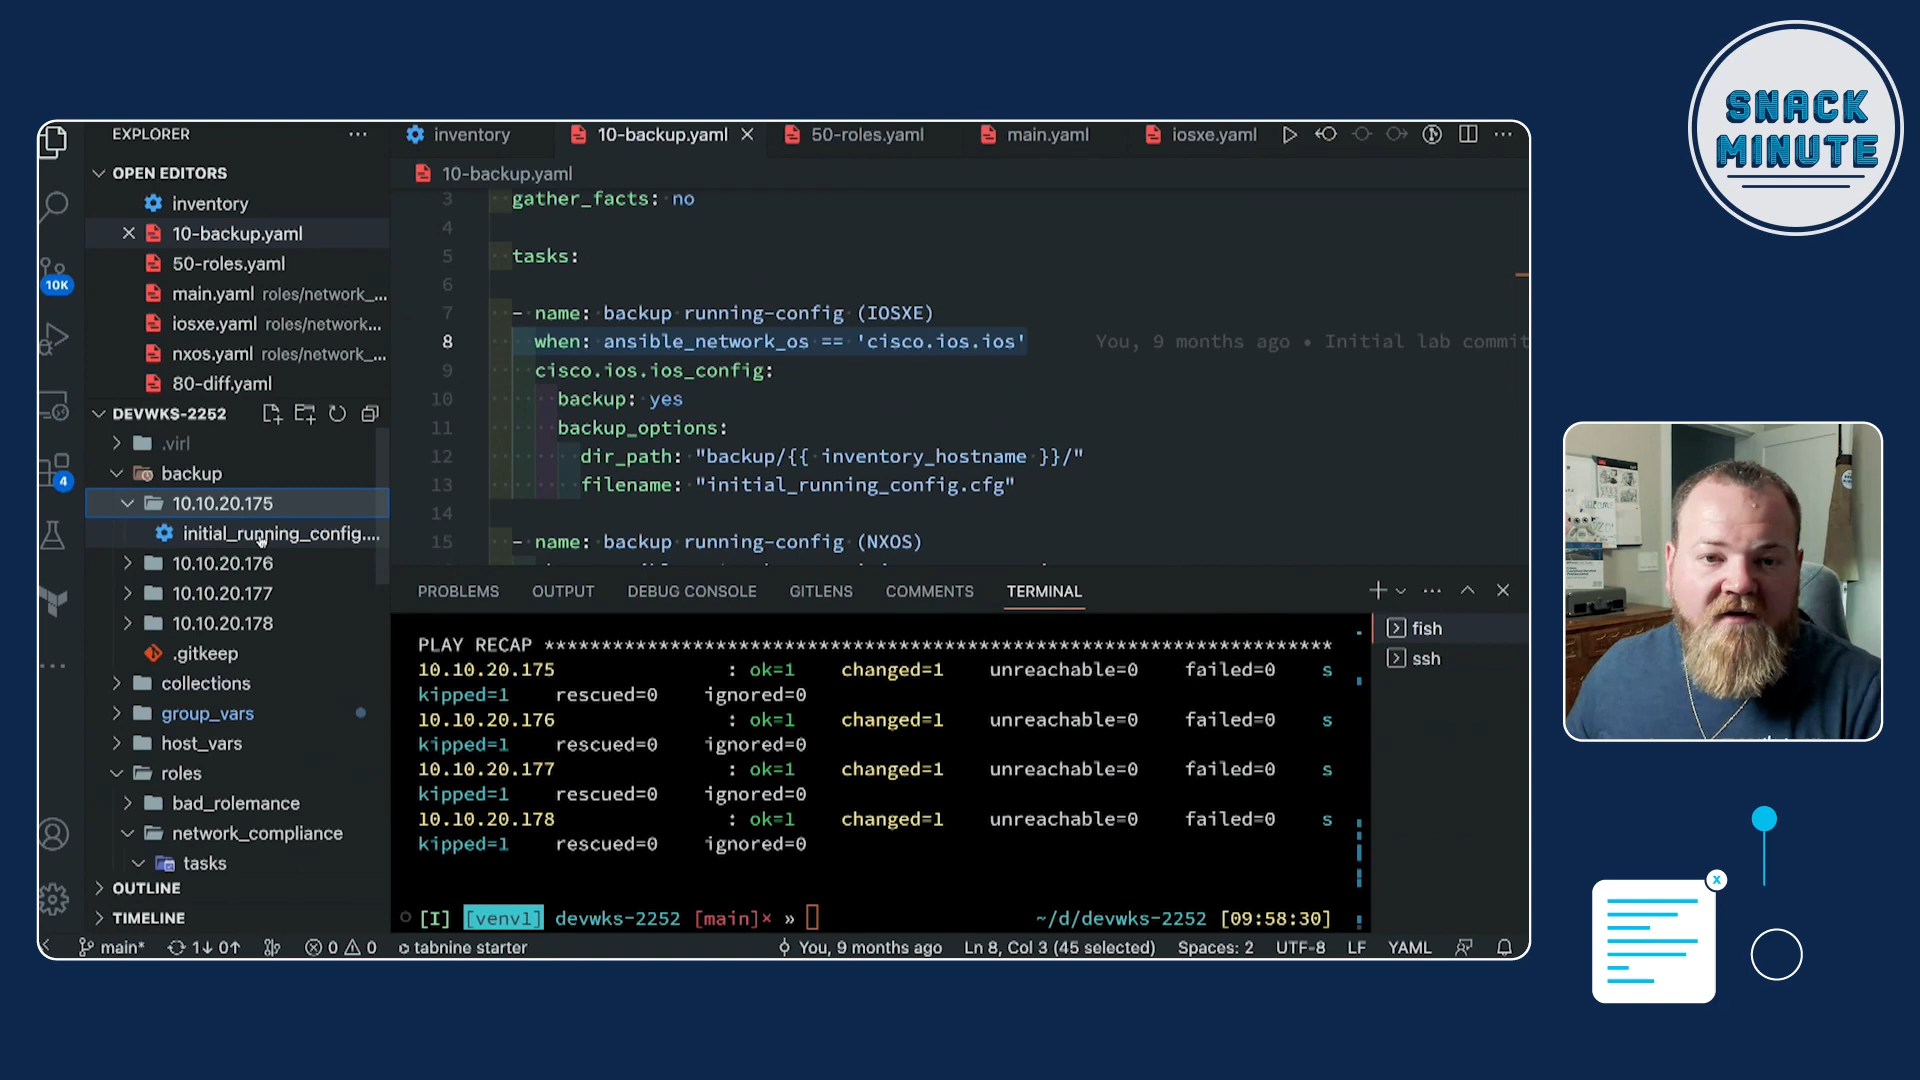 SNACK
MINUTE
EXPLORER
OPEN EDITORS
inventory
10-backup.yaml
50-roles.yaml
main.yaml roles/network_...
iosxe.yaml roles/network...
nxos.yaml roles/network_...
80-diff.yaml
DEVWKS-2252
.virl
backup
10.10.20.175
initial_running_config....
10.10.20.176
10.10.20.177
10.10.20.178
.gitkeep
collections
group_vars
host_vars
roles
bad_rolemance
network_compliance
tasks
OUTLINE
TIMELINE
10K
4
inventory 10-backup.yaml 50-roles.yaml main.yaml iosxe.yaml
10-backup.yaml
3 gather_facts: no
4
5 tasks:
6
7 - name: backup running-config (IOSXE)
8 when: ansible_network_os == 'cisco.ios.ios' You, 9 months ago • Initial lab commit
9 cisco.ios.ios_config:
10 backup: yes
11 backup_options:
12 dir_path: "backup/{{ inventory_hostname }}/"
13 filename: "initial_running_config.cfg"
14
15 - name: backup running-config (NXOS)
PROBLEMS OUTPUT DEBUG CONSOLE GITLENS COMMENTS TERMINAL
fish
ssh
PLAY RECAP *********************************************************************
10.10.20.175 : ok=1 changed=1 unreachable=0 failed=0 s
kipped=1 rescued=0 ignored=0
10.10.20.176 : ok=1 changed=1 unreachable=0 failed=0 s
kipped=1 rescued=0 ignored=0
10.10.20.177 : ok=1 changed=1 unreachable=0 failed=0 s
kipped=1 rescued=0 ignored=0
10.10.20.178 : ok=1 changed=1 unreachable=0 failed=0 s
kipped=1 rescued=0 ignored=0
[I] [venv1] devwks-2252 [main]× » ~/d/devwks-2252 [09:58:30]
main* 1↓ 0↑ 0 0 tabnine starter You, 9 months ago Ln 8, Col 3 (45 selected) Spaces: 2 UTF-8 LF YAML
x